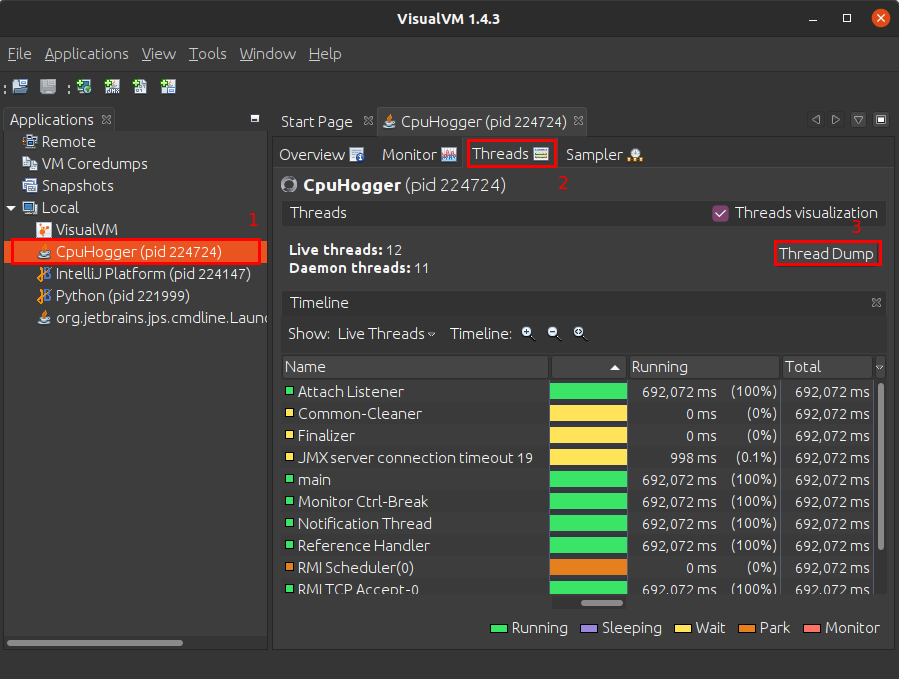 VisualVM 1.4.3
File Applications View Tools Window Help
Applications
Remote
VM Coredumps
Snapshots
Local
1
VisualVM
CpuHogger (pid 224724)
IntelliJ Platform (pid 224147)
Python (pid 221999)
org.jetbrains.jps.cmdline.Laun
Start Page CpuHogger (pid 224724)
Overview Monitor Threads Sampler
2
CpuHogger (pid 224724)
Threads Threads visualization
3
Live threads: 12
Daemon threads: 11
Thread Dump
Timeline
Show: Live Threads Timeline:
Name Running Total
Attach Listener 692,072 ms (100%) 692,072 ms
Common-Cleaner 0 ms (0%) 692,072 ms
Finalizer 0 ms (0%) 692,072 ms
JMX server connection timeout 19 998 ms (0.1%) 692,072 ms
main 692,072 ms (100%) 692,072 ms
Monitor Ctrl-Break 692,072 ms (100%) 692,072 ms
Notification Thread 692,072 ms (100%) 692,072 ms
Reference Handler 692,072 ms (100%) 692,072 ms
RMI Scheduler(0) 0 ms (0%) 692,072 ms
RMI TCP Accept-0 692,072 ms (100%) 692,072 ms
Running Sleeping Wait Park Monitor